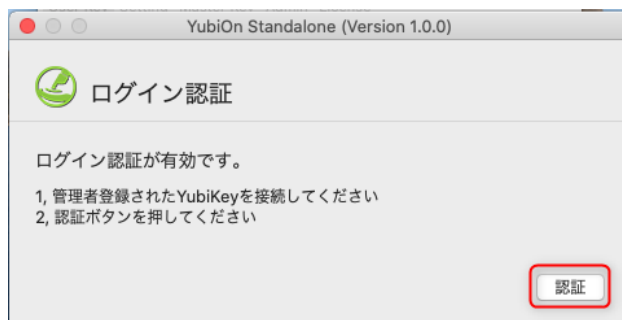 YubiOn Standalone (Version 1.0.0)
ログイン認証
ログイン認証が有効です。
1, 管理者登録されたYubiKeyを接続してください
2, 認証ボタンを押してください
認証